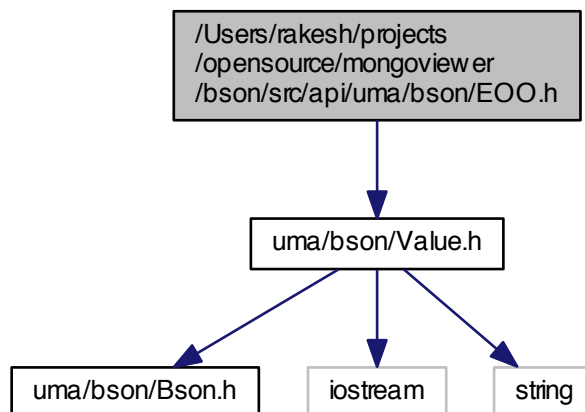 /Users/rakesh/projects
/opensource/mongoviewer
/bson/src/api/uma/bson/EOO.h
uma/bson/Value.h
uma/bson/Bson.h
iostream
string